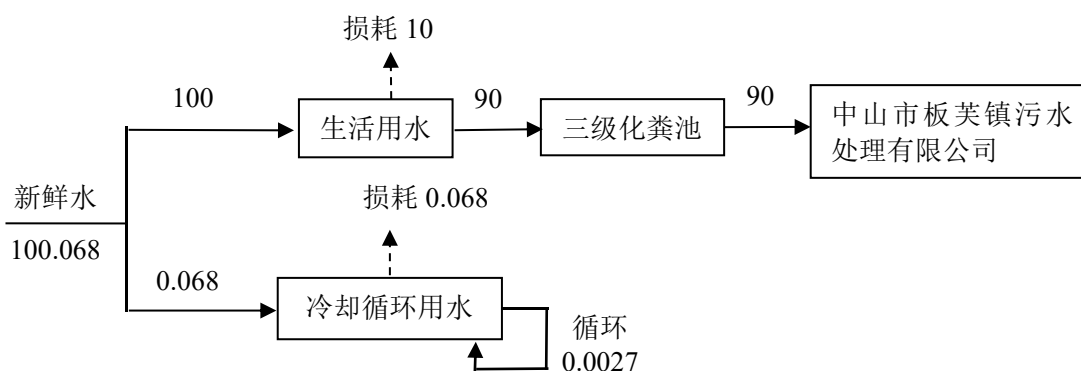 损耗 10
100
生活用水
90
三级化粪池
90
中山市板芙镇污水
处理有限公司
新鲜水
100.068
损耗 0.068
0.068
冷却循环用水
循环
0.0027